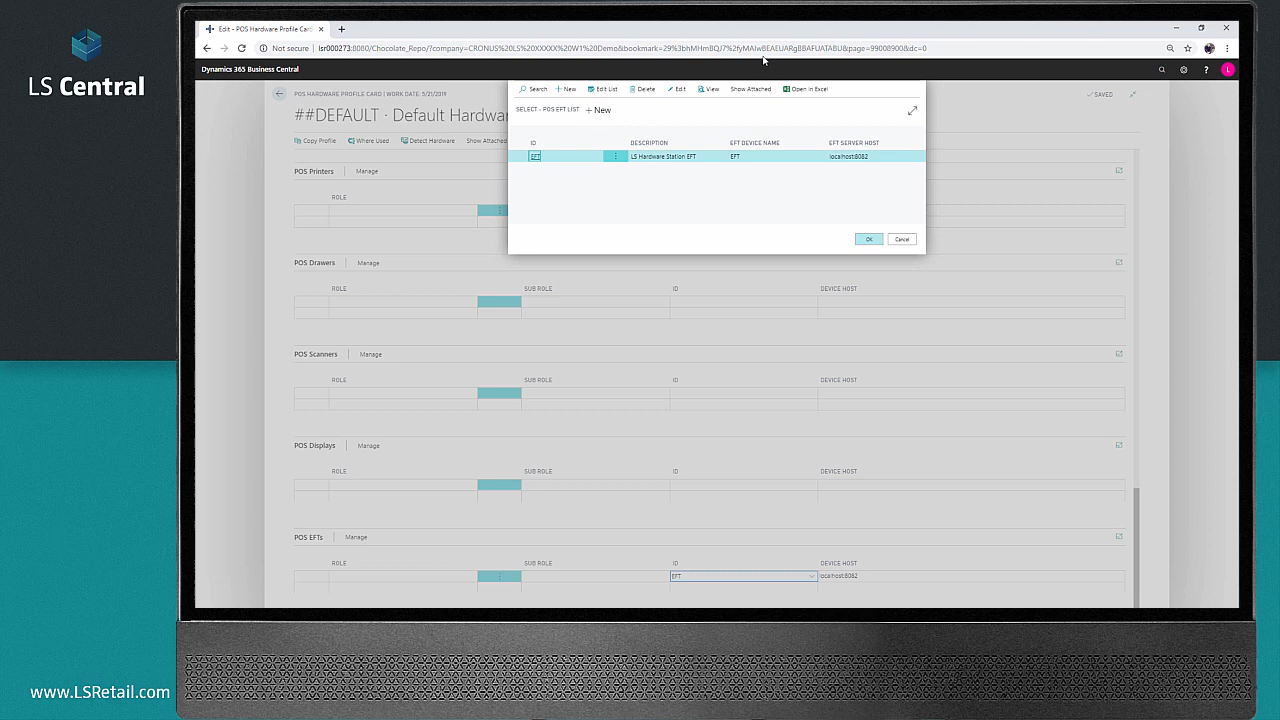 LS Central
Edit - POS Hardware Profile Card
Not secure
lsr000273:8080/Chocolate_Repo/?company=CRONUS%20LS%20XXXXX%20W1%20Demo&bookmark=29%3bhMHmBQJ7%2fyMAIwBEAEUARgBBAFUATABU&page=99008900&dc=0
Dynamics 365 Business Central
?
L
POS HARDWARE PROFILE CARD | WORK DATE: 5/21/2019
SAVED
##DEFAULT · Default Hardwar
Copy Profile Where Used Detect Hardware Show Attached
Search + New Edit List Delete Edit View Show Attached Open in Excel
SELECT - POS EFT LIST + New
ID DESCRIPTION EFT DEVICE NAME EFT SERVER HOST
EFT LS Hardware Station EFT EFT localhost:8082
OK Cancel
POS Printers Manage
ROLE
POS Drawers Manage
ROLE SUB ROLE ID DEVICE HOST
POS Scanners Manage
ROLE SUB ROLE ID DEVICE HOST
POS Displays Manage
ROLE SUB ROLE ID DEVICE HOST
POS EFTs Manage
ROLE SUB ROLE ID DEVICE HOST
EFT localhost:8082
www.LSRetail.com